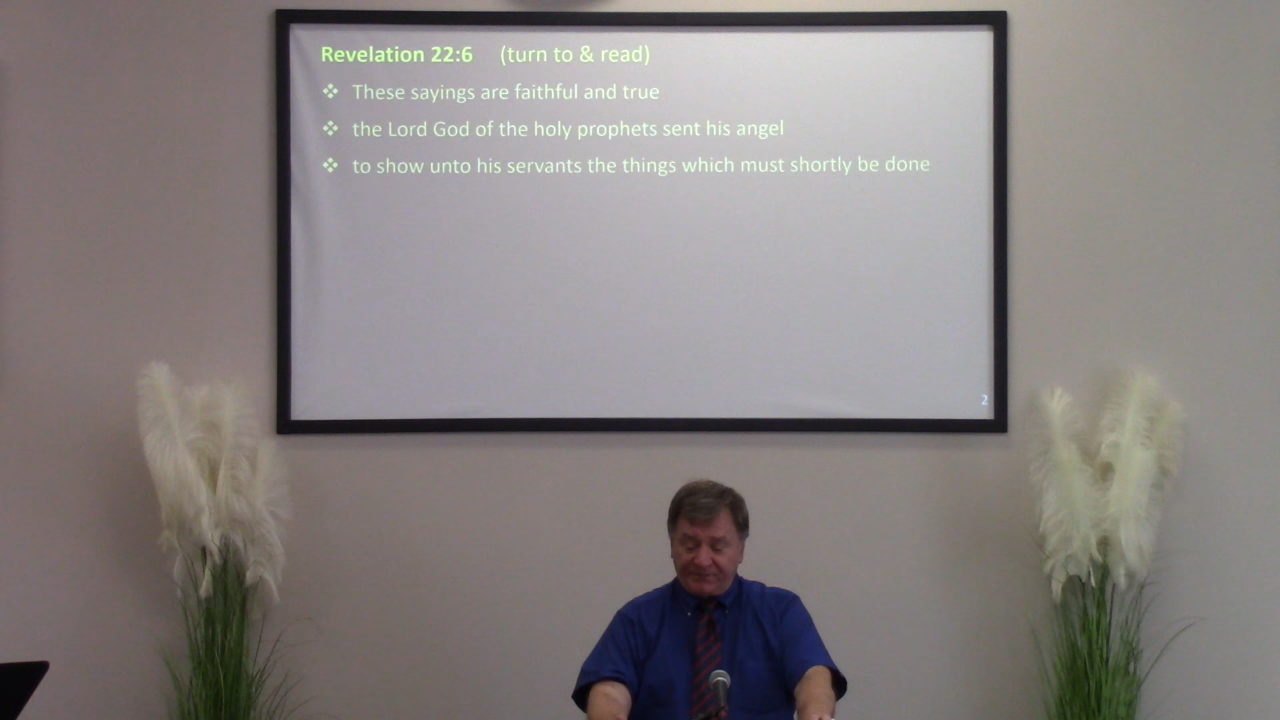 Revelation 22:6 (turn to & read)
❖ These sayings are faithful and true
❖ the Lord God of the holy prophets sent his angel
❖ to show unto his servants the things which must shortly be done
2